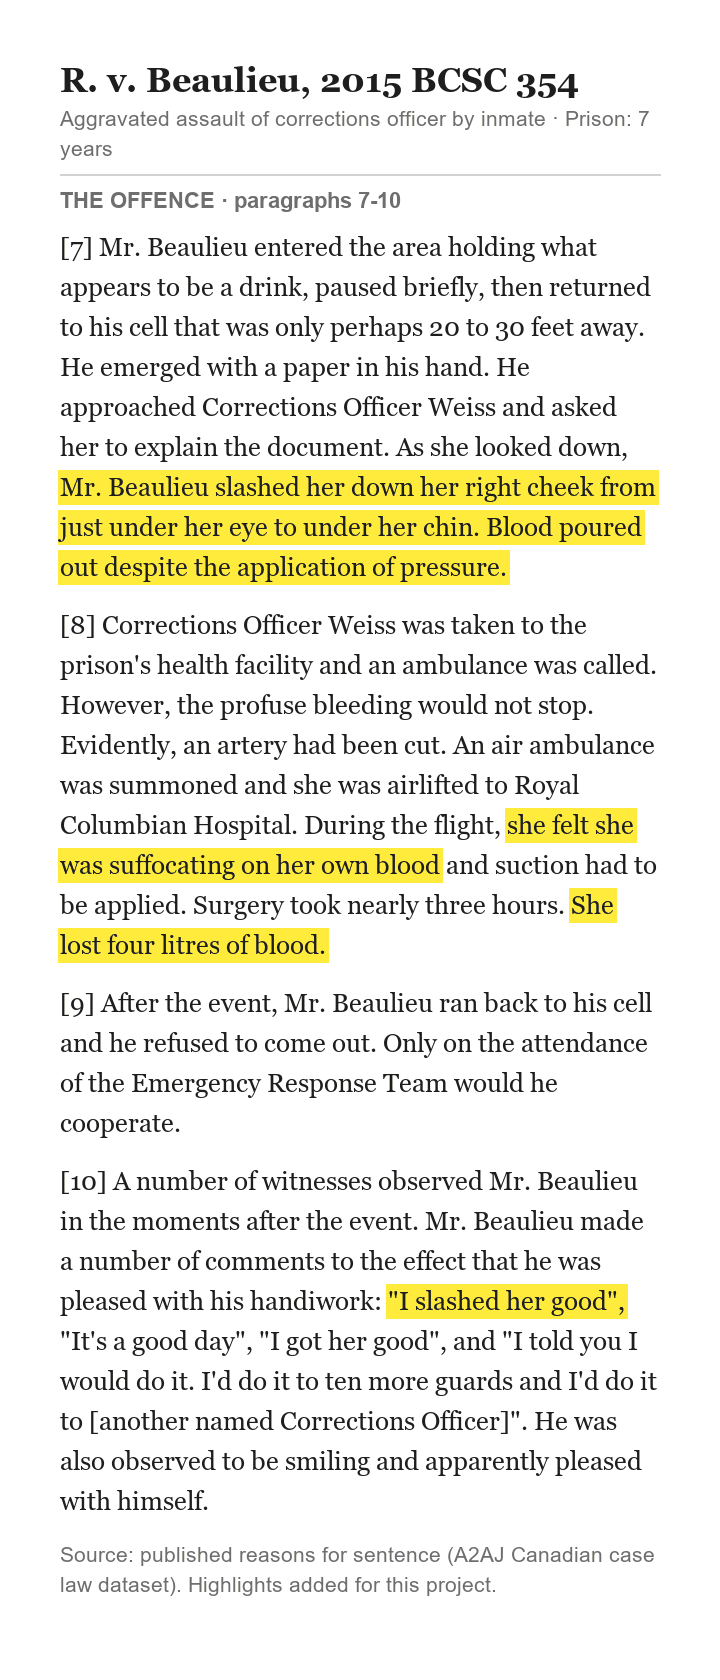 R. v. Beaulieu, 2015 BCSC 354
Aggravated assault of corrections officer by inmate · Prison: 7
years
THE OFFENCE · paragraphs 7-10
[7] Mr. Beaulieu entered the area holding what
appears to be a drink, paused briefly, then returned
to his cell that was only perhaps 20 to 30 feet away.
He emerged with a paper in his hand. He
approached Corrections Officer Weiss and asked
her to explain the document. As she looked down,
Mr. Beaulieu slashed her down her right cheek from
just under her eye to under her chin. Blood poured
out despite the application of pressure.
[8] Corrections Officer Weiss was taken to the
prison's health facility and an ambulance was called.
However, the profuse bleeding would not stop.
Evidently, an artery had been cut. An air ambulance
was summoned and she was airlifted to Royal
Columbian Hospital. During the flight, she felt she
was suffocating on her own blood and suction had to
be applied. Surgery took nearly three hours. She
lost four litres of blood.
[9] After the event, Mr. Beaulieu ran back to his cell
and he refused to come out. Only on the attendance
of the Emergency Response Team would he
cooperate.
[10] A number of witnesses observed Mr. Beaulieu
in the moments after the event. Mr. Beaulieu made
a number of comments to the effect that he was
pleased with his handiwork: "I slashed her good",
"It's a good day", "I got her good", and "I told you I
would do it. I'd do it to ten more guards and I'd do it
to [another named Corrections Officer]". He was
also observed to be smiling and apparently pleased
with himself.
Source: published reasons for sentence (A2AJ Canadian case
law dataset). Highlights added for this project.